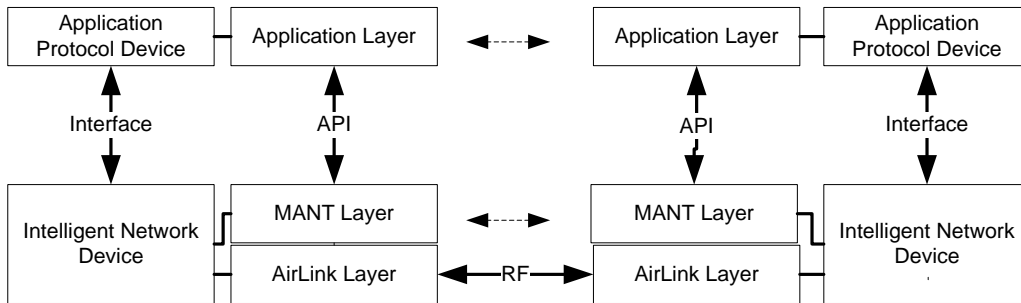 Application
Protocol Device
Application Layer
Application Layer
Application
Protocol Device
Interface
API
API
Interface
Intelligent Network
Device
MANT Layer
AirLink Layer
RF
MANT Layer
AirLink Layer
Intelligent Network
Device